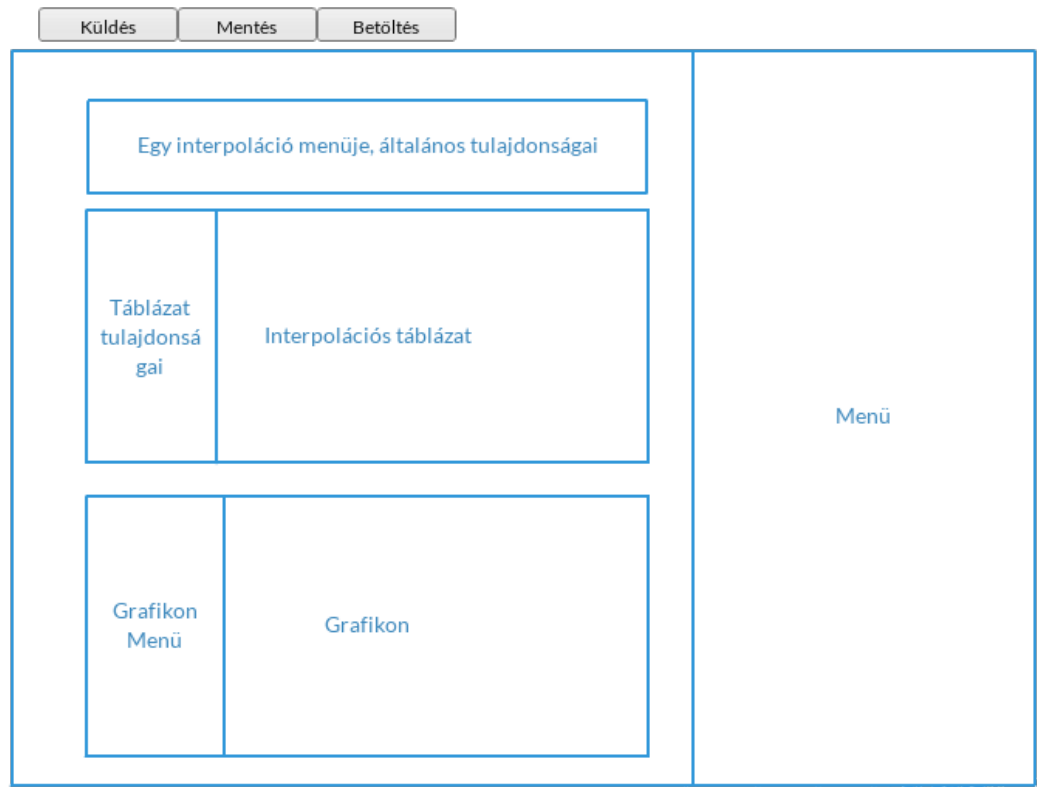 Küldés
Mentés
Betöltés
Egy interpoláció menüje, általános tulajdonságai
Táblázat
tulajdonsá
gai
Interpolációs táblázat
Menü
Grafikon
Menü
Grafikon